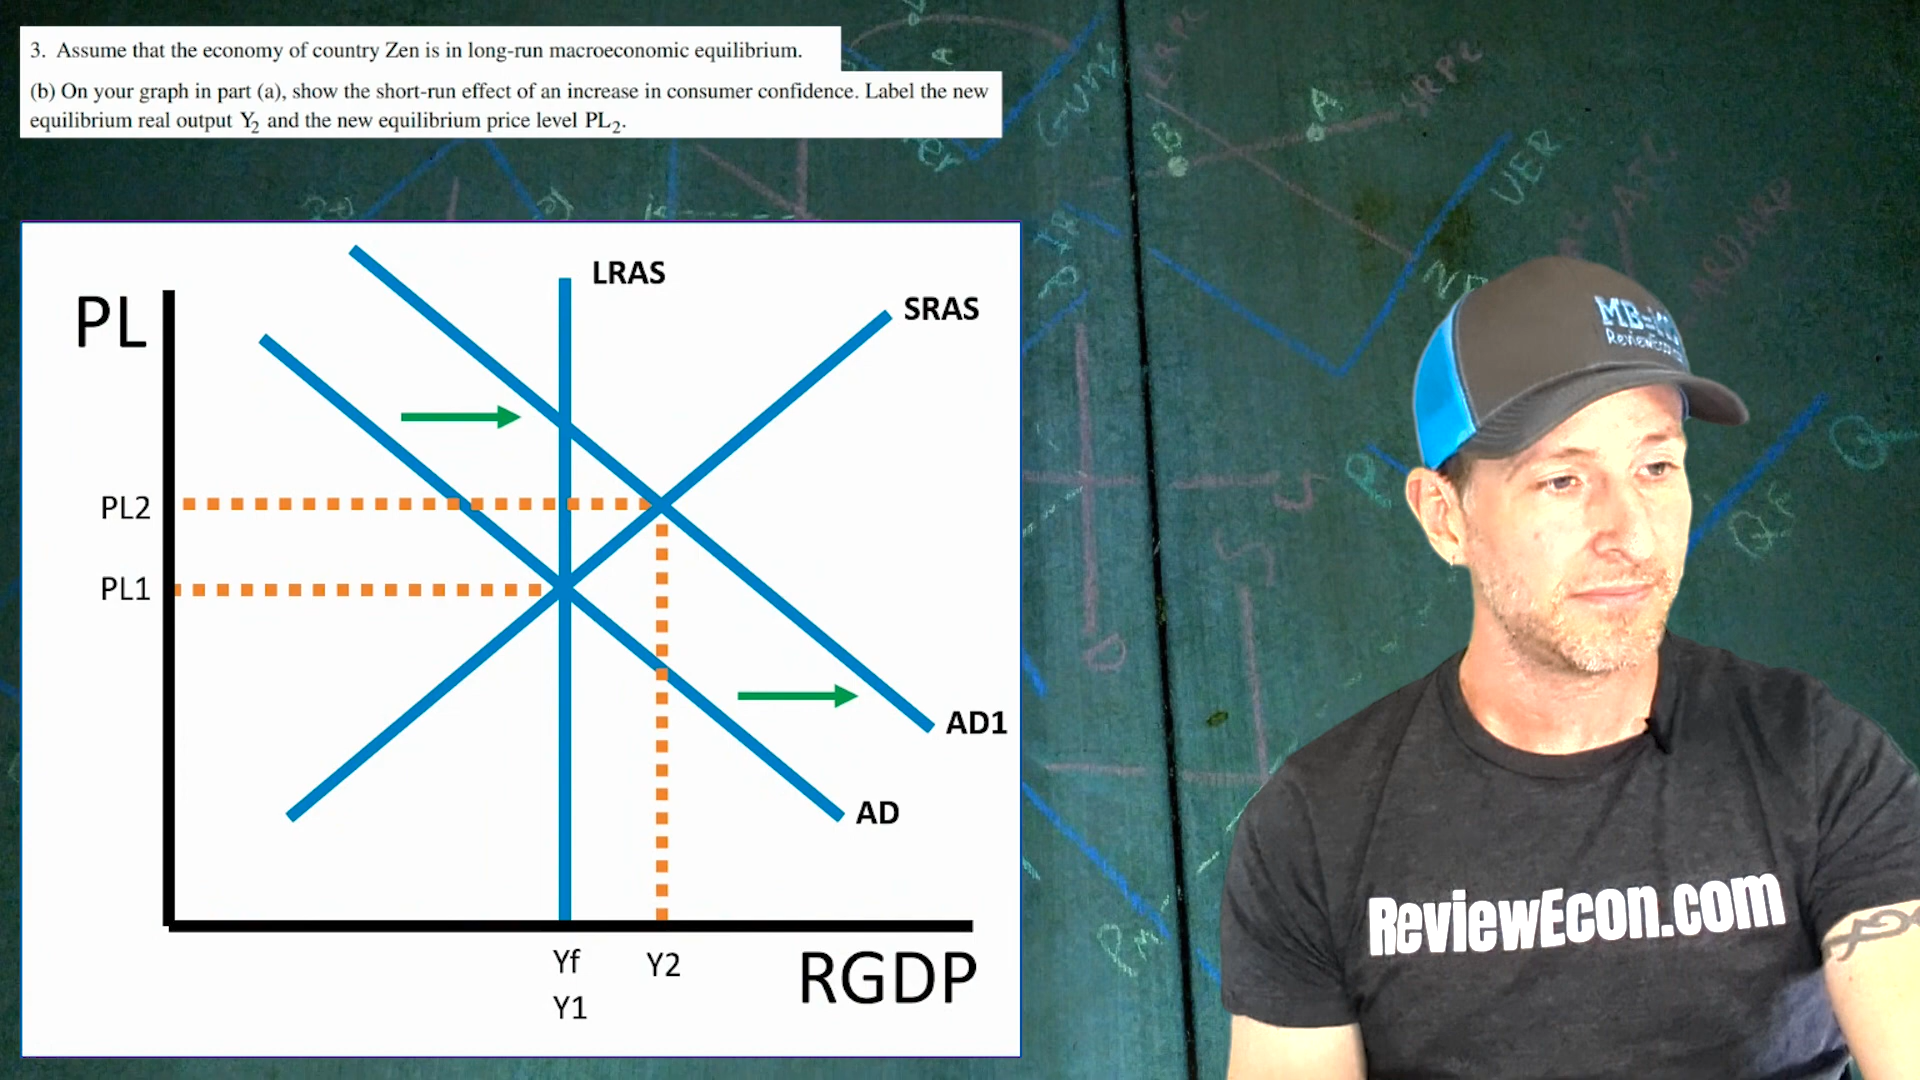 3. Assume that the economy of country Zen is in long-run macroeconomic equilibrium.
(b) On your graph in part (a), show the short-run effect of an increase in consumer confidence. Label the new
equilibrium real output Y₂ and the new equilibrium price level PL₂.
PL
LRAS
SRAS
PL2
PL1
AD1
AD
Yf
Y2
Y1
RGDP
A
B
A
SRPC
VER
ReviewEcon.com